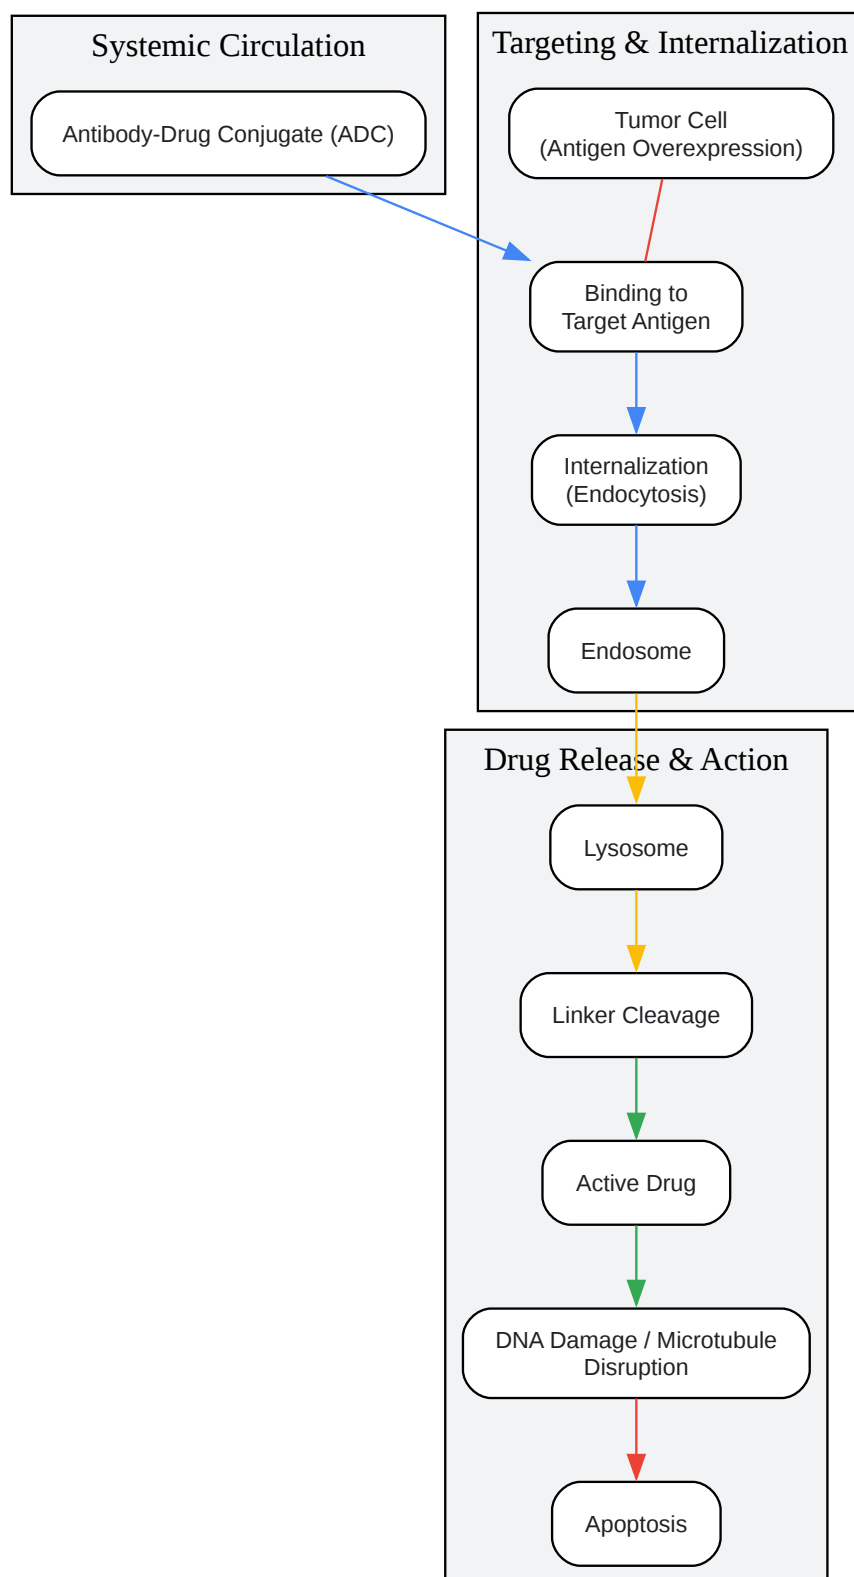 Systemic Circulation
Antibody-Drug Conjugate (ADC)
Targeting & Internalization
Tumor Cell
(Antigen Overexpression)
Binding to
Target Antigen
Internalization
(Endocytosis)
Endosome
Drug Release & Action
Lysosome
Linker Cleavage
Active Drug
DNA Damage / Microtubule
Disruption
Apoptosis